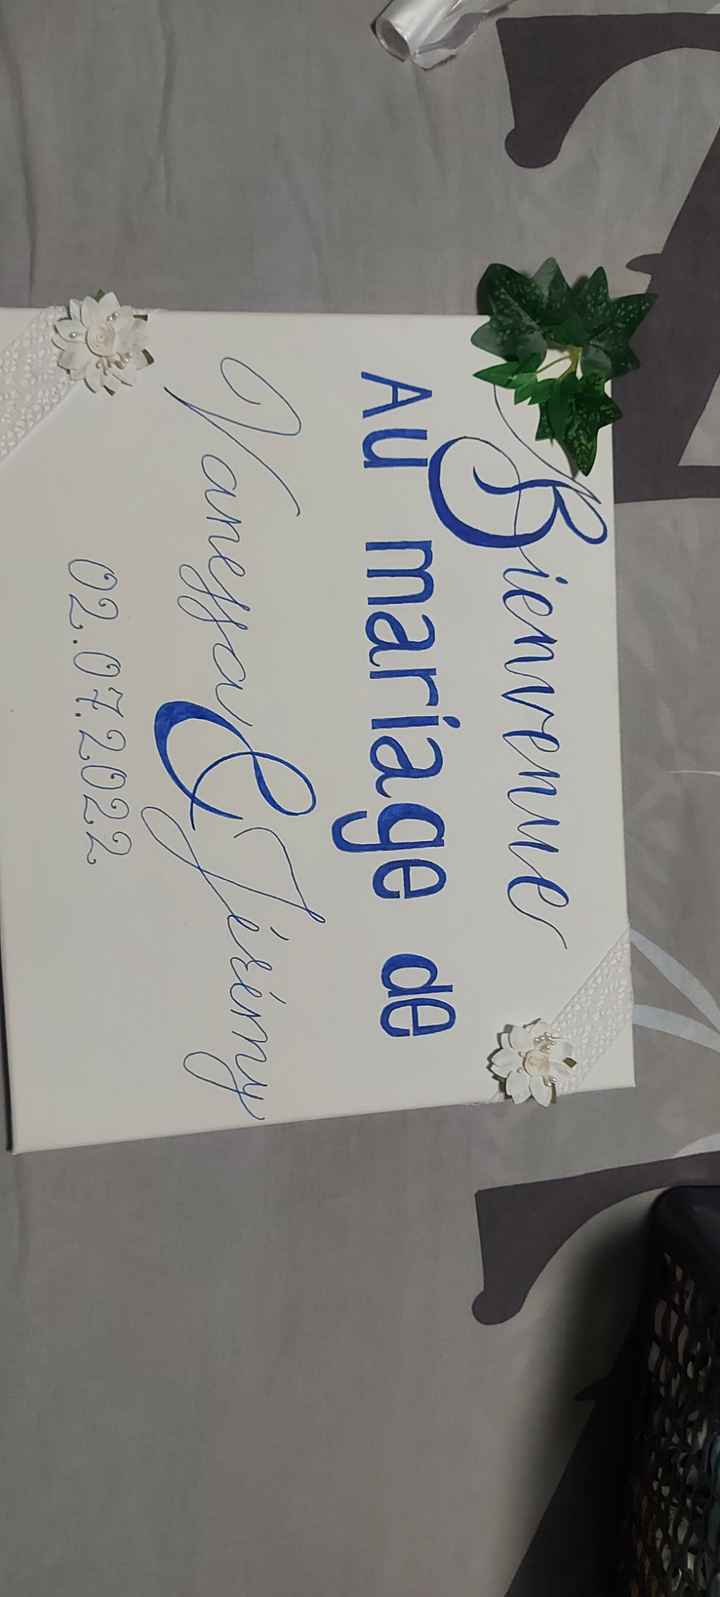 Bienvenue
AU mariage de
Vanessa & Jérémy
02.07.2022